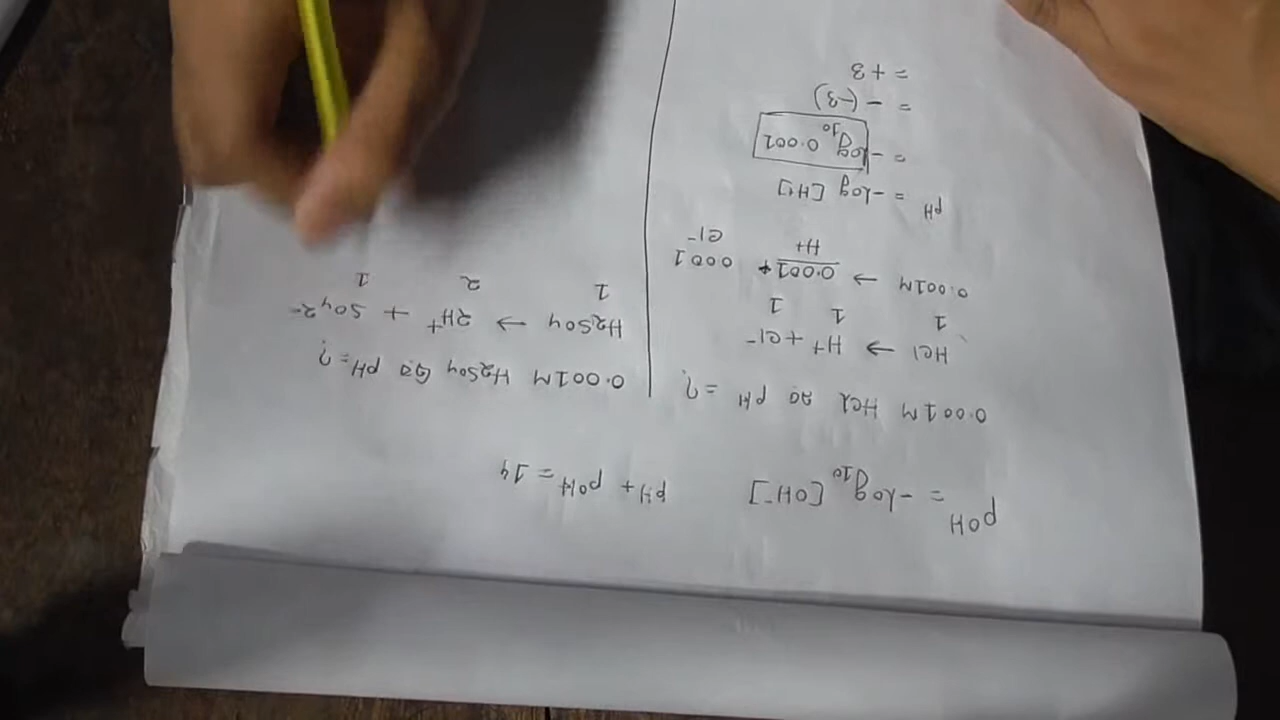 pOH = -log₁₀ [OH⁻]    pH + pOH = 14
0.001M HCl এর pH = ?
HCl → H⁺ + Cl⁻
1 1 1
0.001M → 0.001 + 0.001
H⁺ Cl⁻
pH = -log [H⁺]
= -log₁₀ 0.001
= -(-3)
= +3
0.001M H₂SO₄ এর pH = ?
H₂SO₄ → 2H⁺ + SO₄²⁻
1 2 1